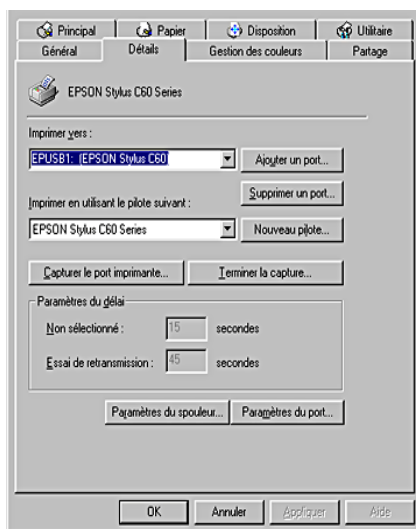 Principal Papier Disposition Utilitaire
Général Détails Gestion des couleurs Partage
EPSON Stylus C60 Series
Imprimer vers :
EPUSB1: (EPSON Stylus C60) Ajouter un port...
Supprimer un port...
Imprimer en utilisant le pilote suivant :
EPSON Stylus C60 Series Nouveau pilote...
Capturer le port imprimante... Terminer la capture...
Paramètres du délai
Non sélectionné : 15 secondes
Essai de retransmission : 45 secondes
Paramètres du spouleur... Paramètres du port...
OK Annuler Appliquer Aide